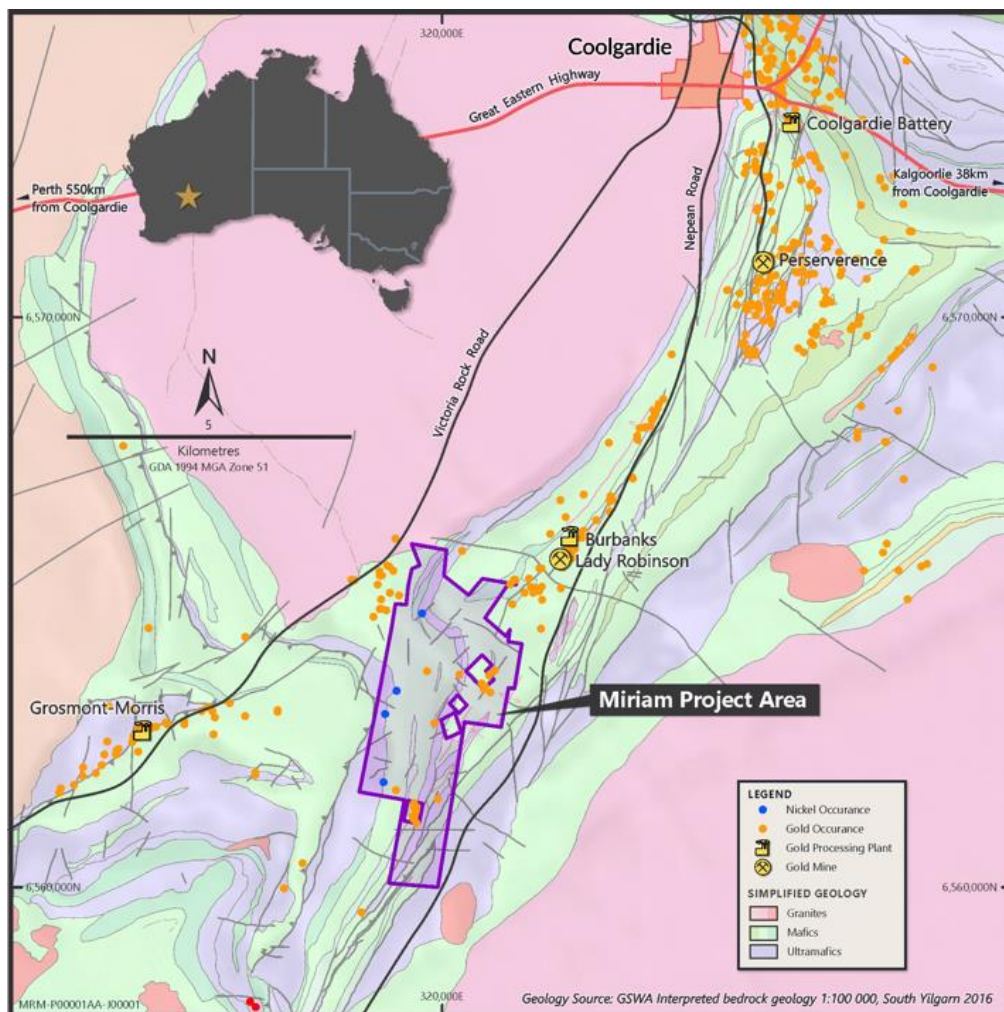 320,000E
Coolgardie
Great Eastern Highway
Coolgardie Battery
Perth 550km
from Coolgardie
Kalgoorlie 38km
from Coolgardie
Nepean Road
Perserverence
6,570,000N
6,570,000N
N
Victoria Rock Road
5
Kilometres
GDA 1994 MGA Zone 51
Burbanks
Lady Robinson
Miriam Project Area
Grosmont-Morris
LEGEND
Nickel Occurance
Gold Occurance
Gold Processing Plant
Gold Mine
SIMPLIFIED GEOLOGY
Granites
Mafics
Ultramafics
6,560,000N
6,560,000N
MRM-P00001AA-J00001
320,000E
Geology Source: GSWA Interpreted bedrock geology 1:100 000, South Yilgarn 2016